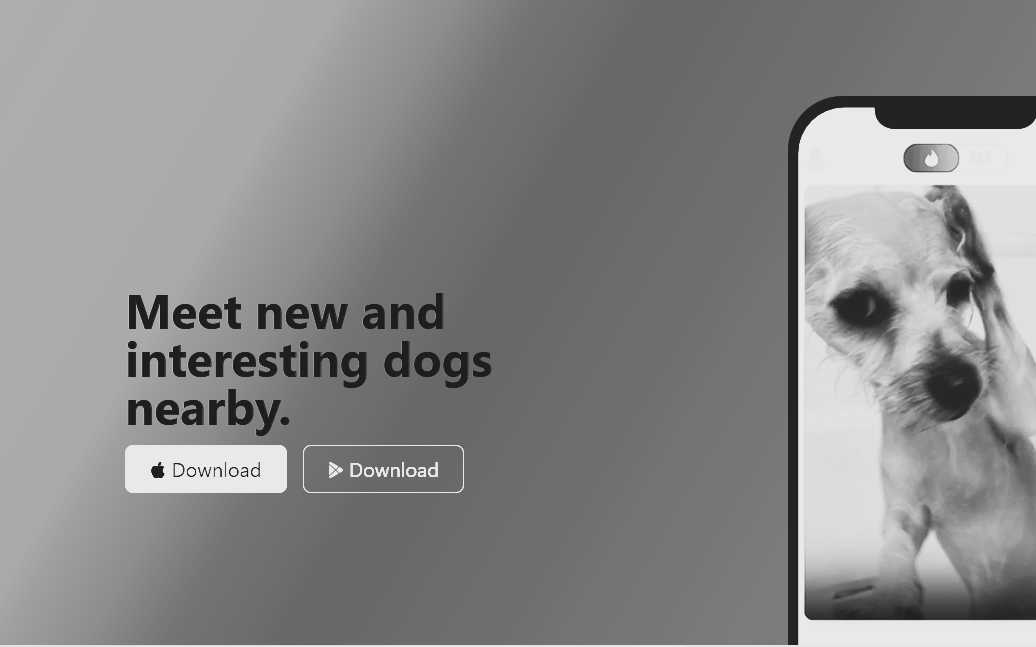 Meet new and
interesting dogs
nearby.
Download
Download